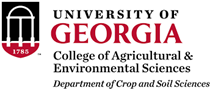 UNIVERSITY OF
GEORGIA
1785
College of Agricultural &
Environmental Sciences
Department of Crop and Soil Sciences